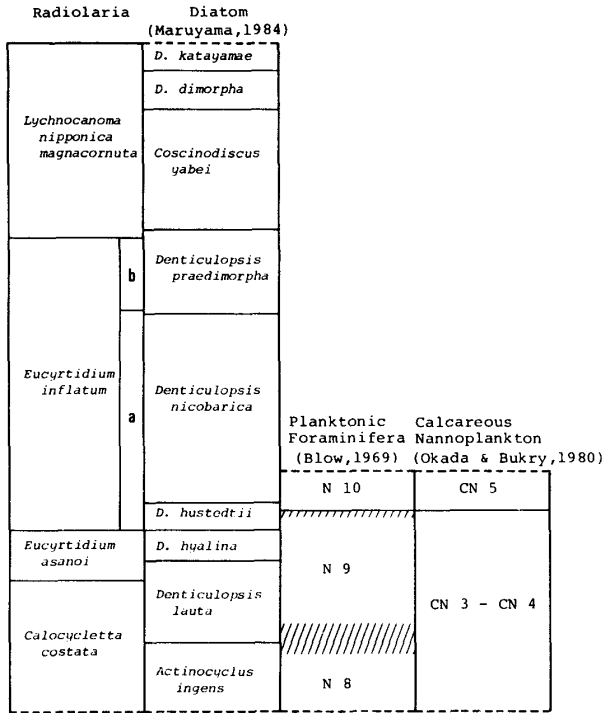 Radiolaria
Diatom
(Maruyama,1984)
D. katayamae
D. dimorpha
Lychnocanoma
nipponica
magnacornuta
Coscinodiscus
yabei
b
Denticulopsis
praedimorpha
Eucyrtidium
inflatum
a
Denticulopsis
nicobarica
Planktonic
Foraminifera
(Blow,1969)
Calcareous
Nannoplankton
(Okada & Bukry,1980)
N 10
CN 5
D. hustedtii
Eucyrtidium
asanoi
D. hyalina
N 9
Denticulopsis
lauta
CN 3 - CN 4
Calocycletta
costata
Actinocyclus
ingens
N 8